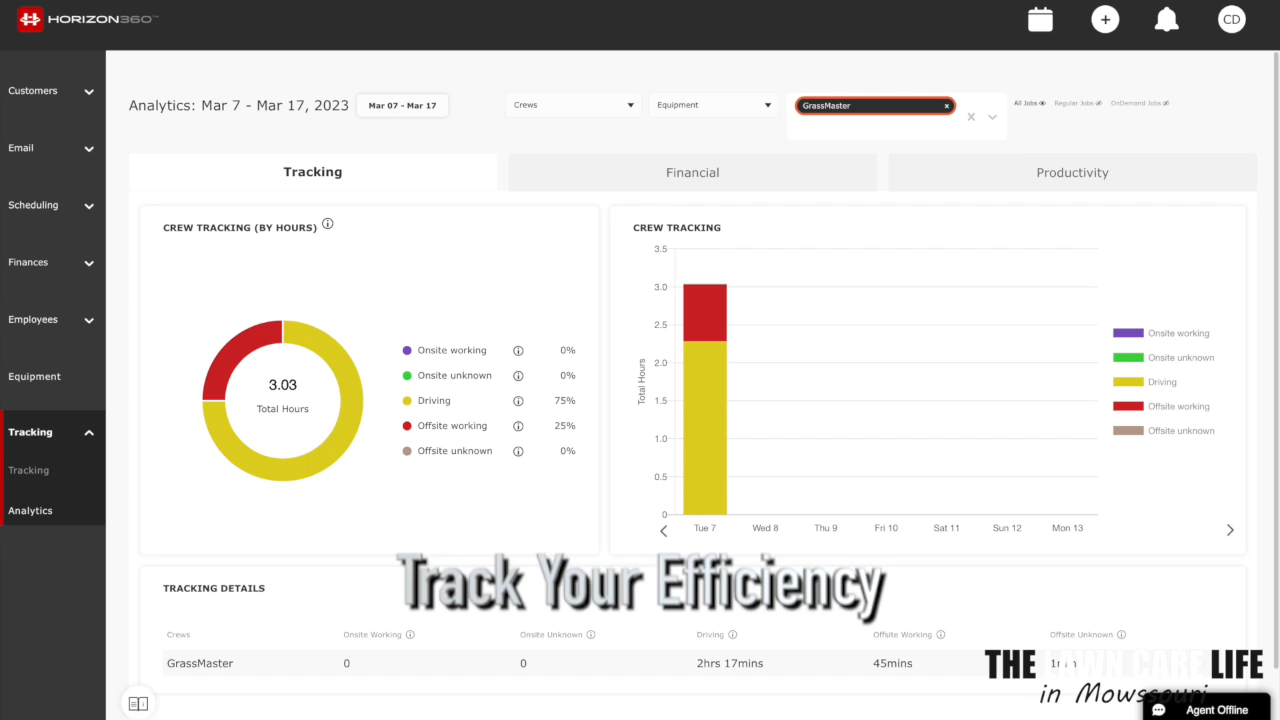 HORIZON360™
CD
Customers
Email
Scheduling
Finances
Employees
Equipment
Tracking
Tracking
Analytics
Analytics: Mar 7 - Mar 17, 2023
Mar 07 - Mar 17
Crews
Equipment
GrassMaster
All Jobs
Regular Jobs
OnDemand Jobs
Tracking
Financial
Productivity
CREW TRACKING (BY HOURS)
3.03
Total Hours
Onsite working 0%
Onsite unknown 0%
Driving 75%
Offsite working 25%
Offsite unknown 0%
CREW TRACKING
Total Hours
3.5
3.0
2.5
2.0
1.5
1.0
0.5
0
Tue 7 Wed 8 Thu 9 Fri 10 Sat 11 Sun 12 Mon 13
Onsite working
Onsite unknown
Driving
Offsite working
Offsite unknown
Track Your Efficiency
TRACKING DETAILS
Crews Onsite Working Onsite Unknown Driving Offsite Working Offsite Unknown
GrassMaster 0 0 2hrs 17mins 45mins
THE LAWN CARE LIFE
in Mowssouri
Agent Offline